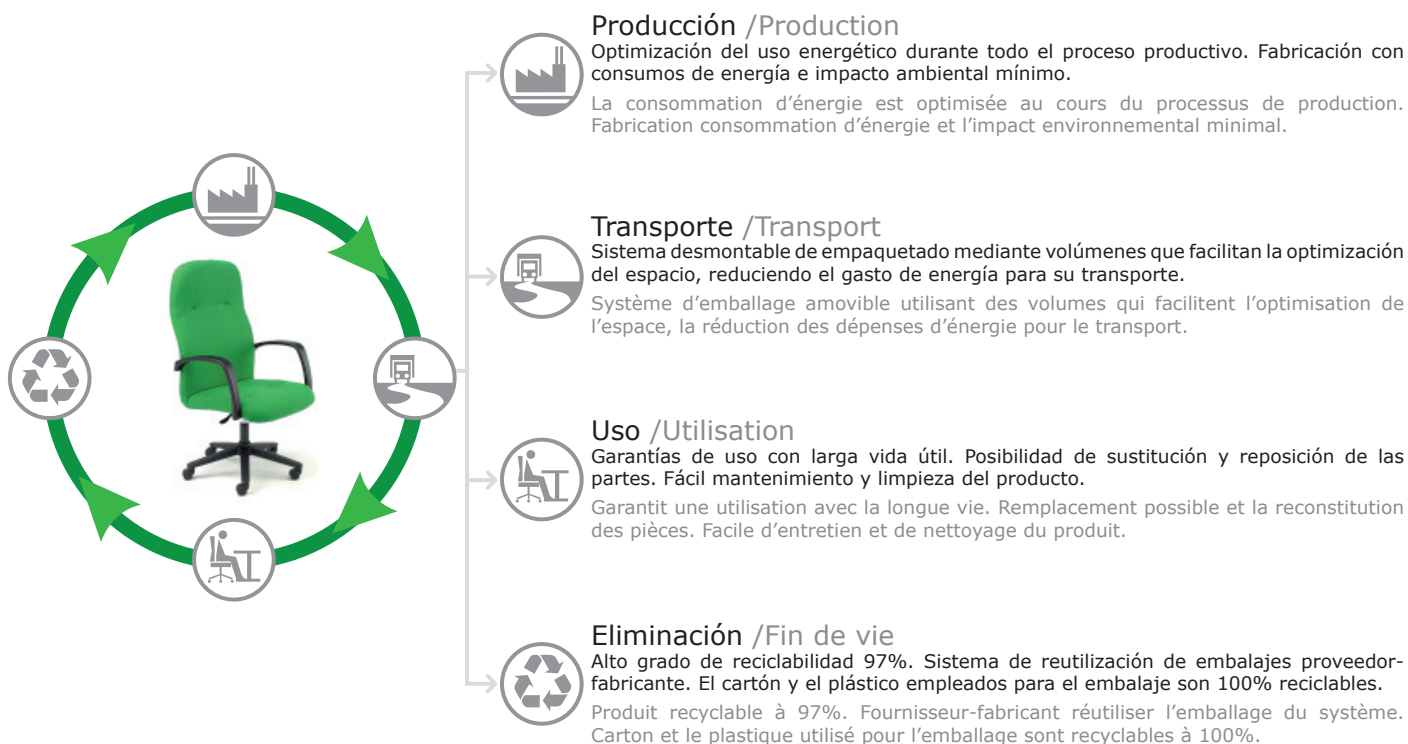 Producción /Production
Optimización del uso energético durante todo el proceso productivo. Fabricación con
consumos de energía e impacto ambiental mínimo.
La consommation d’énergie est optimisée au cours du processus de production.
Fabrication consommation d’énergie et l’impact environnemental minimal.
Transporte /Transport
Sistema desmontable de empaquetado mediante volúmenes que facilitan la optimización
del espacio, reduciendo el gasto de energía para su transporte.
Système d’emballage amovible utilisant des volumes qui facilitent l’optimisation de
l’espace, la réduction des dépenses d’énergie pour le transport.
Uso /Utilisation
Garantías de uso con larga vida útil. Posibilidad de sustitución y reposición de las
partes. Fácil mantenimiento y limpieza del producto.
Garantit une utilisation avec la longue vie. Remplacement possible et la reconstitution
des pièces. Facile d’entretien et de nettoyage du produit.
Eliminación /Fin de vie
Alto grado de reciclabilidad 97%. Sistema de reutilización de embalajes proveedor-
fabricante. El cartón y el plástico empleados para el embalaje son 100% reciclables.
Produit recyclable à 97%. Fournisseur-fabricant réutiliser l’emballage du système.
Carton et le plastique utilisé pour l’emballage sont recyclables à 100%.